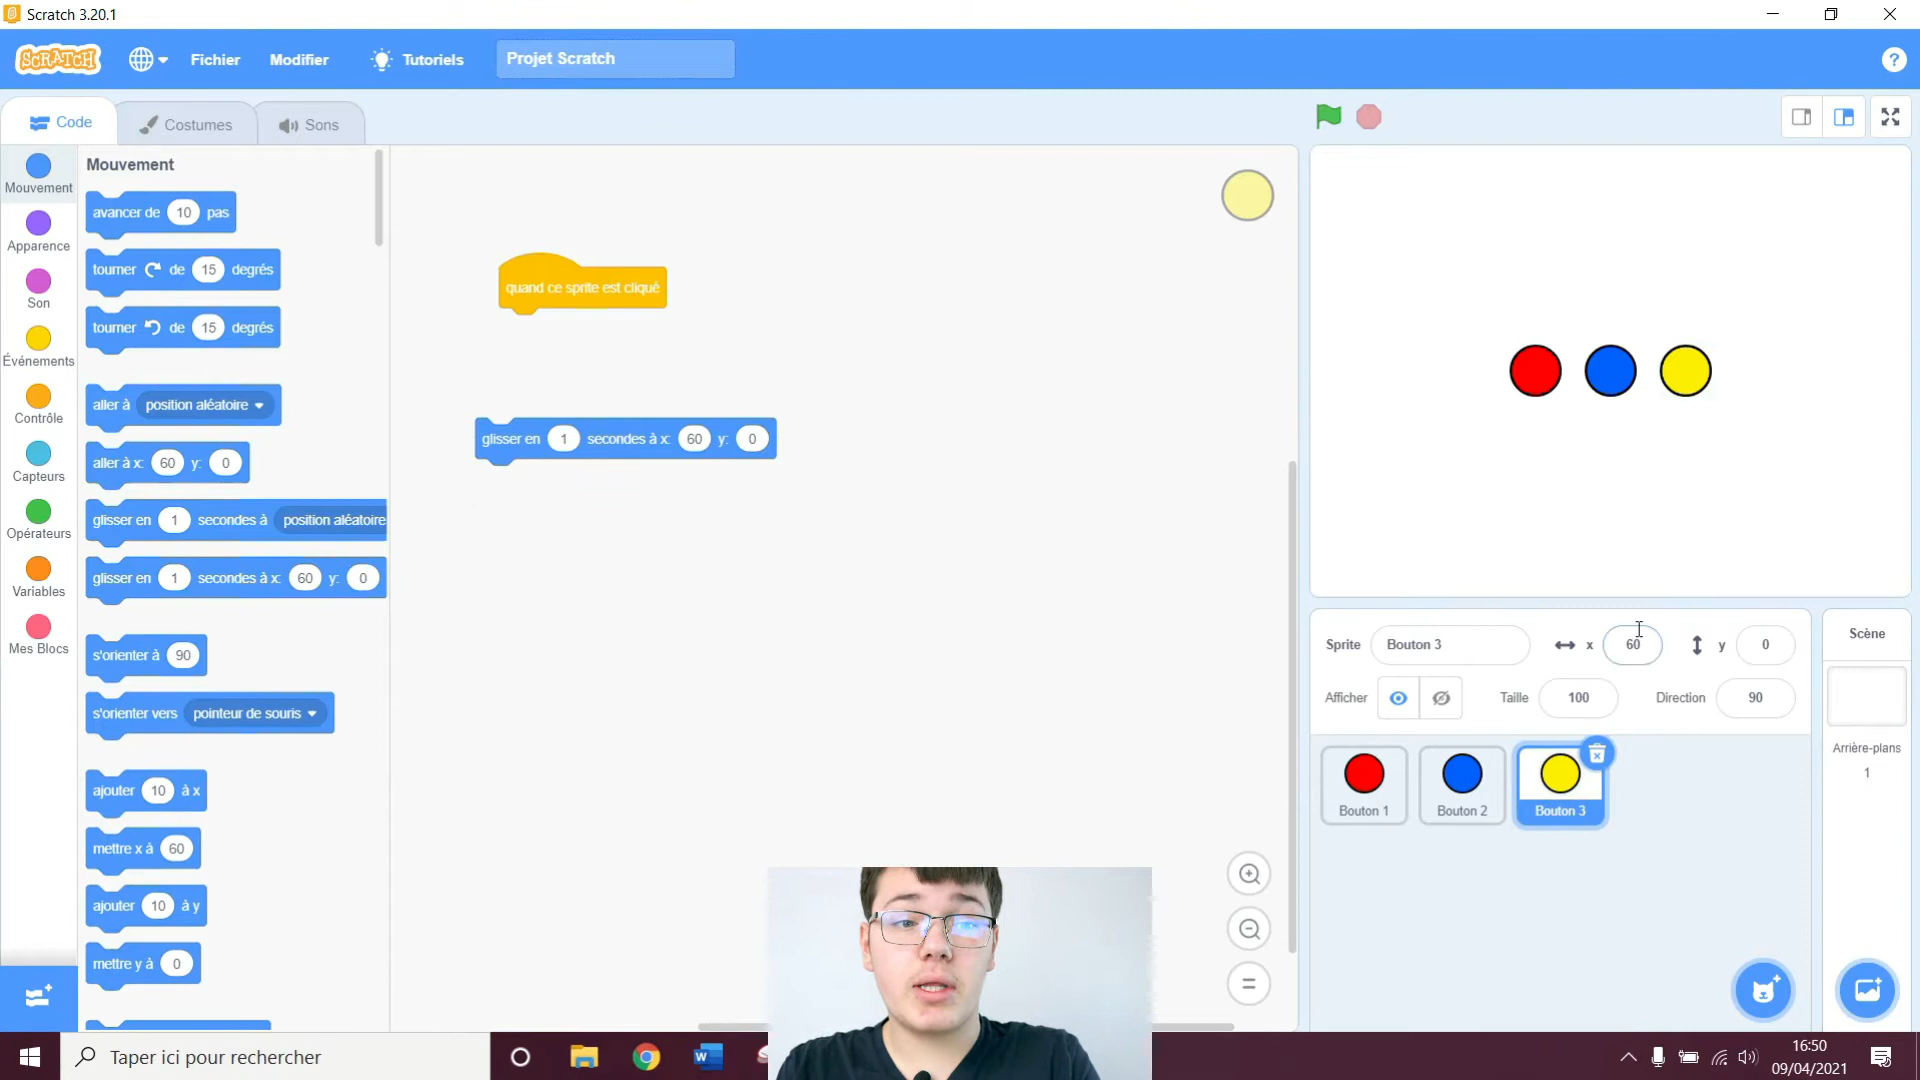 Scratch 3.20.1
SCRATCH
Fichier
Modifier
Tutoriels
Projet Scratch
?
Code
Costumes
Sons
Mouvement
Apparence
Son
Événements
Contrôle
Capteurs
Opérateurs
Variables
Mes Blocs
Mouvement
avancer de 10 pas
tourner de 15 degrés
tourner de 15 degrés
aller à position aléatoire
aller à x: 60 y: 0
glisser en 1 secondes à position aléatoire
glisser en 1 secondes à x: 60 y: 0
s'orienter à 90
s'orienter vers pointeur de souris
ajouter 10 à x
mettre x à 60
ajouter 10 à y
mettre y à 0
quand ce sprite est cliqué
glisser en 1 secondes à x: 60 y: 0
Sprite Bouton 3 x 60 y 0
Afficher Taille 100 Direction 90
Bouton 1
Bouton 2
Bouton 3
Scène
Arrière-plans
1
Taper ici pour rechercher
W
16:50
09/04/2021